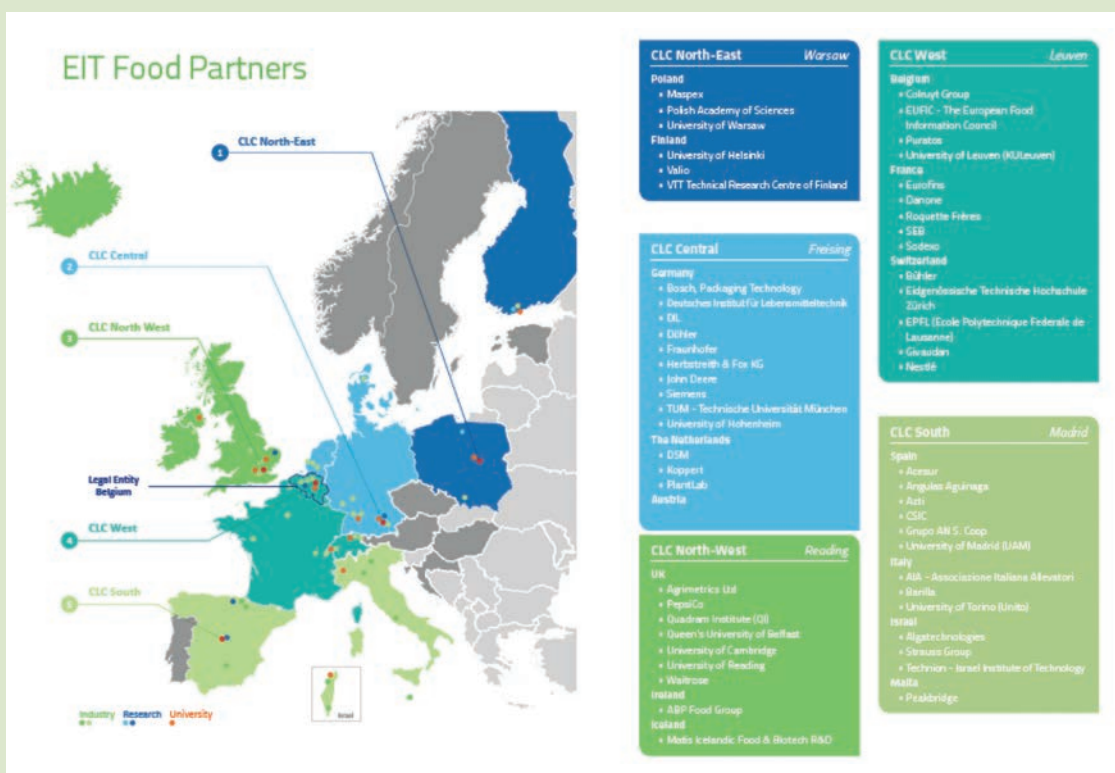 EIT Food Partners
1 CLC North-East
2 CLC Central
3 CLC North West
Legal Entity
Belgium
4 CLC West
5 CLC South
Israel
Industry Research University
CLC North-East Warsaw
Poland
Maspex
Polish Academy of Sciences
University of Warsaw
Finland
University of Helsinki
Valio
VTT Technical Research Centre of Finland
CLC Central Freising
Germany
Bosch, Packaging Technology
Deutsches Institut für Lebensmitteltechnik
DIL
Döhler
Fraunhofer
Herbstreith & Fox KG
John Deere
Siemens
TUM - Technische Universität München
University of Hohenheim
The Netherlands
DSM
Koppert
PlantLab
Austria
CLC North-West Reading
UK
Agrimetrics Ltd
PepsiCo
Quadram Institute (QI)
Queen's University of Belfast
University of Cambridge
University of Reading
Waitrose
Ireland
ABP Food Group
Iceland
Matis Icelandic Food & Biotech R&D
CLC West Leuven
Belgium
Colruyt Group
EUFIC - The European Food
Information Council
Puratos
University of Leuven (KULeuven)
France
Eurofins
Danone
Roquette Frères
SEB
Sodexo
Switzerland
Bühler
Eidgenössische Technische Hochschule
Zürich
EPFL (Ecole Polytechnique Federale de
Lausanne)
Givaudan
Nestlé
CLC South Madrid
Spain
Acesur
Angulas Aguinaga
Azti
CSIC
Grupo AN S. Coop
University of Madrid (UAM)
Italy
AIA - Associazione Italiana Allevatori
Barilla
University of Torino (Unito)
Israel
Algatechnologies
Strauss Group
Technion - Israel Institute of Technology
Malta
Peakbridge